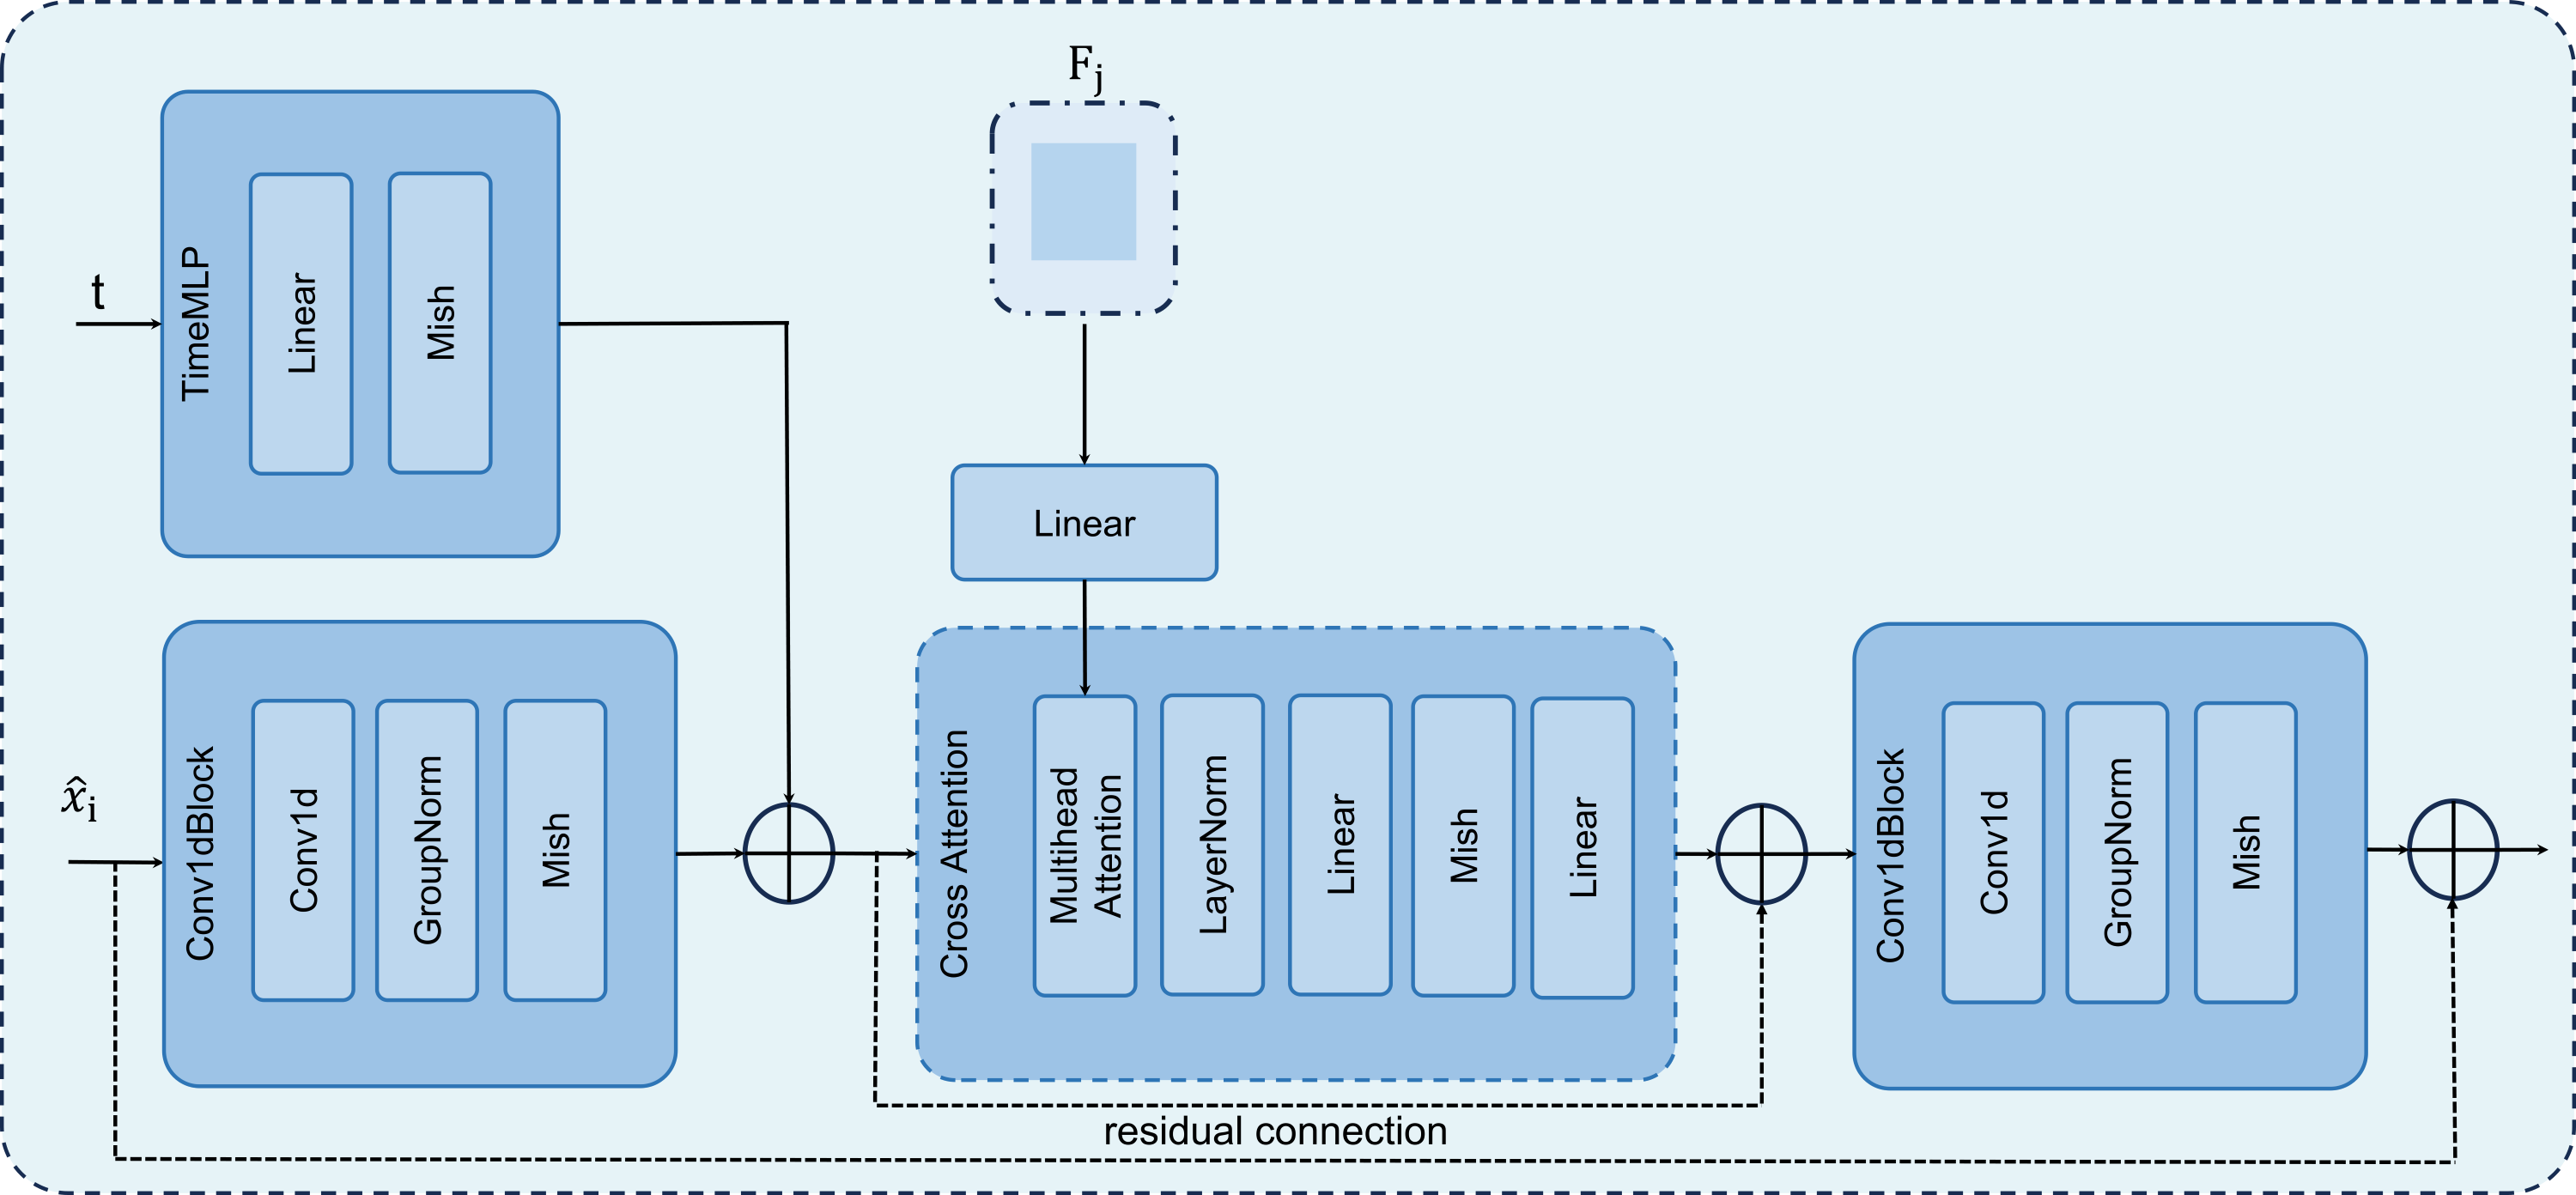 F_j
t
TimeMLP
Linear
Mish
Linear
x̂_i
Conv1dBlock
Conv1d
GroupNorm
Mish
Cross Attention
Multihead
Attention
LayerNorm
Linear
Mish
Linear
Conv1dBlock
Conv1d
GroupNorm
Mish
residual connection